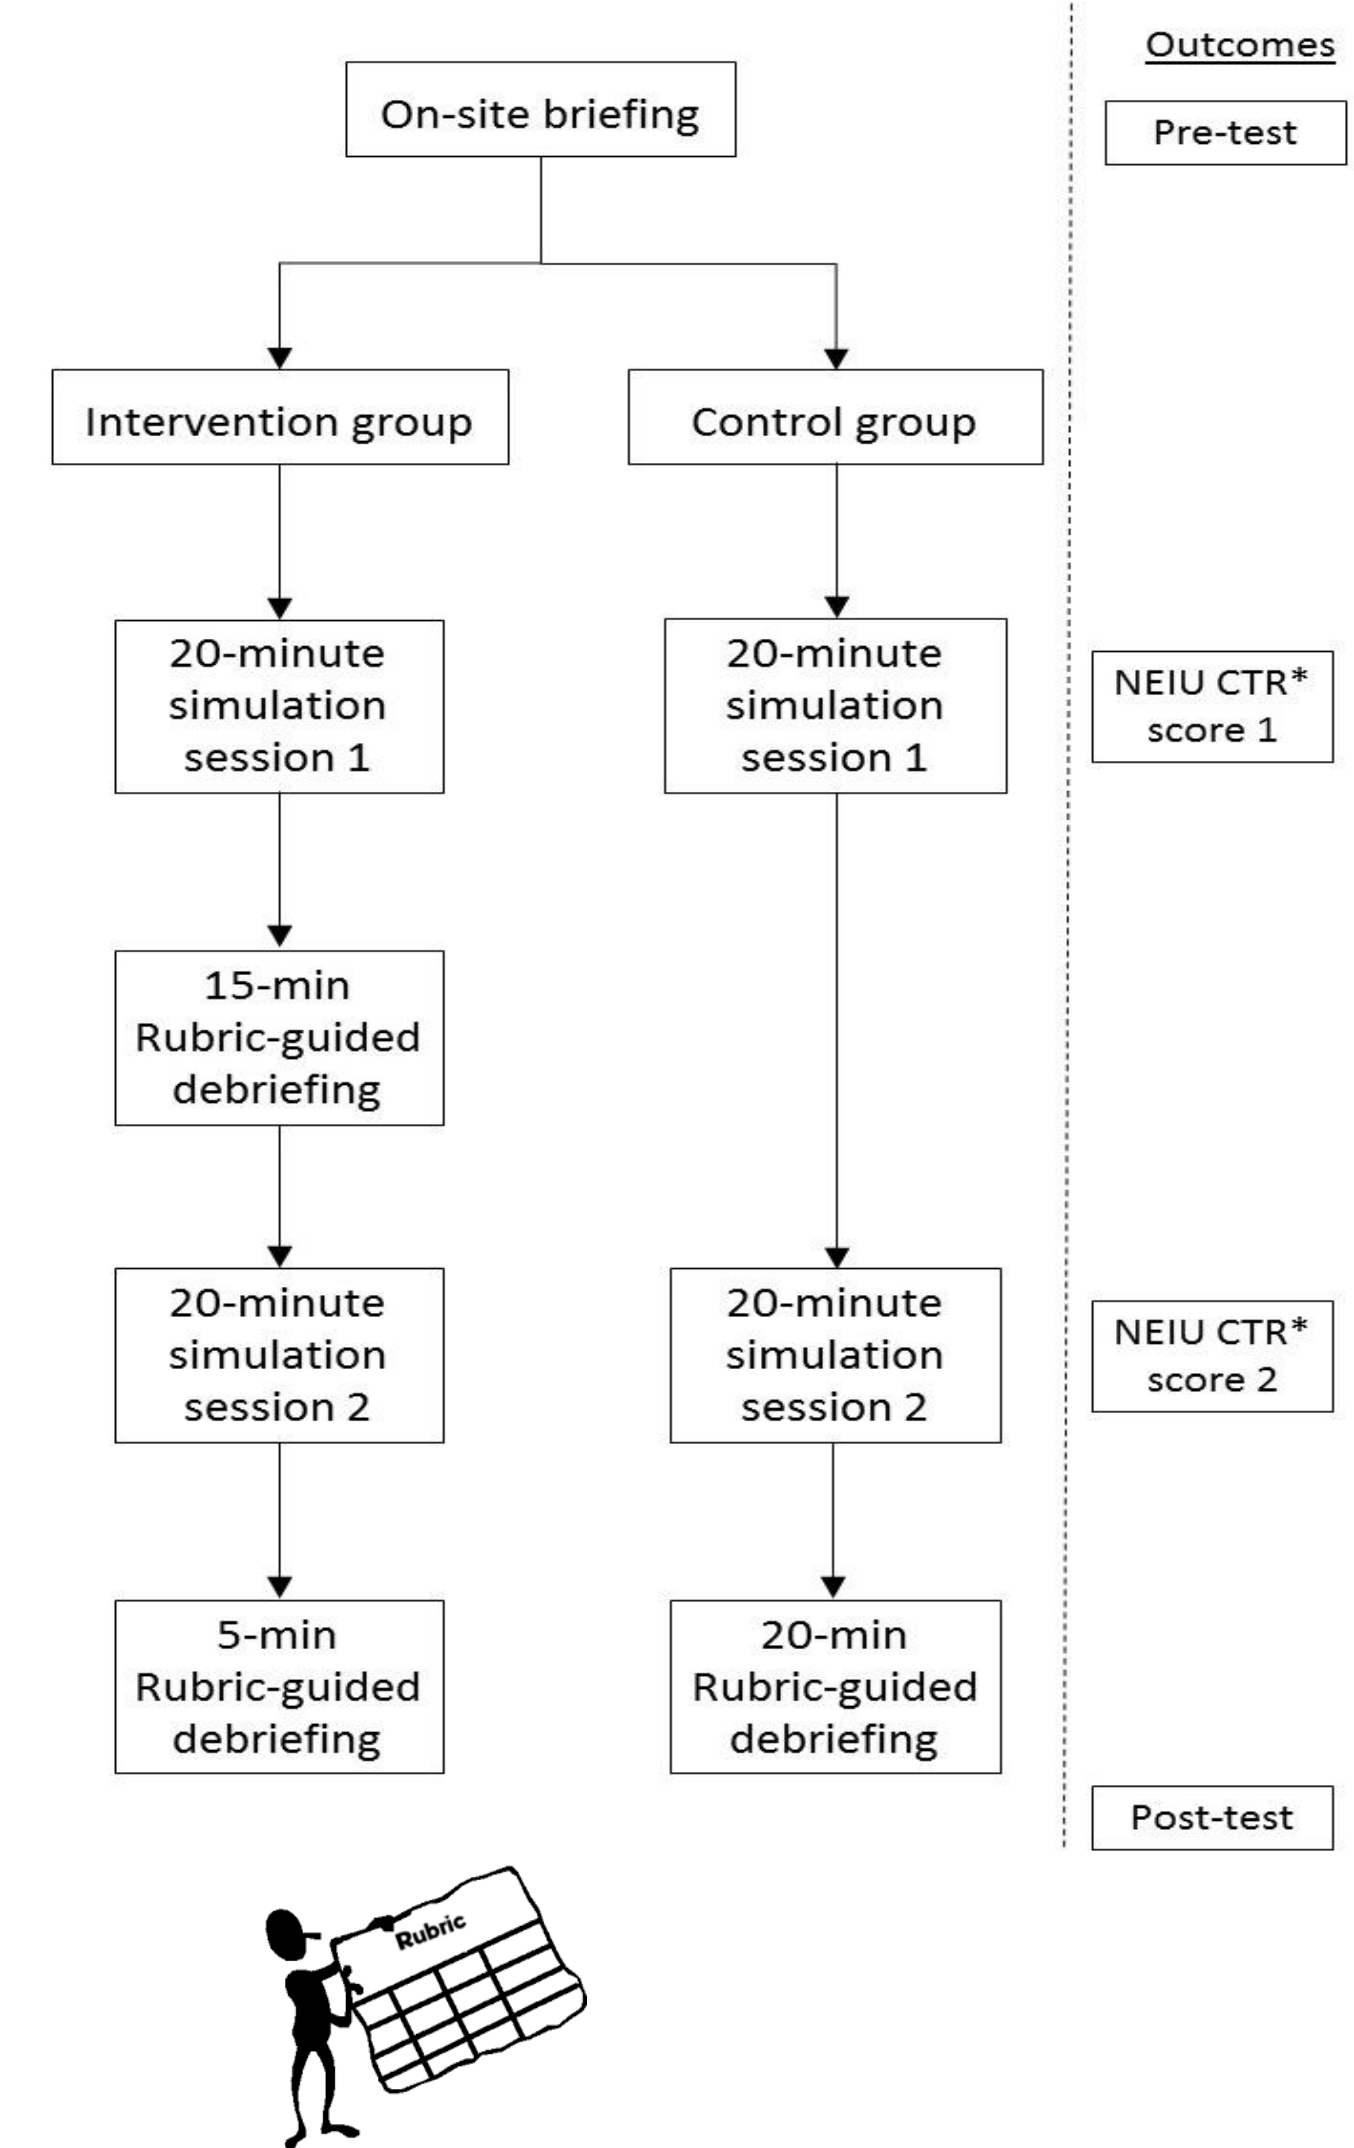 Outcomes
On-site briefing
Pre-test
Intervention group
Control group
20-minute
simulation
session 1
20-minute
simulation
session 1
NEIU CTR*
score 1
15-min
Rubric-guided
debriefing
20-minute
simulation
session 2
20-minute
simulation
session 2
NEIU CTR*
score 2
5-min
Rubric-guided
debriefing
20-min
Rubric-guided
debriefing
Post-test
Rubric